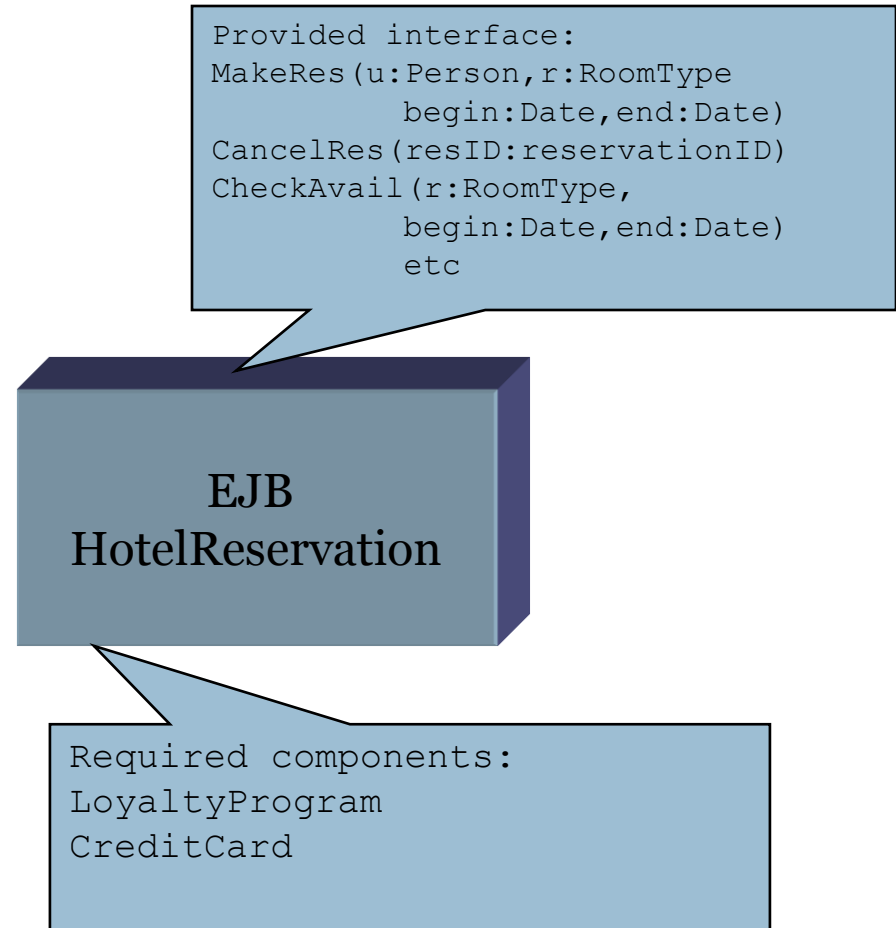 Provided interface:
MakeRes(u:Person,r:RoomType
begin:Date,end:Date)
CancelRes(resID:reservationID)
CheckAvail(r:RoomType,
begin:Date,end:Date)
etc
EJB
HotelReservation
Required components:
LoyaltyProgram
CreditCard